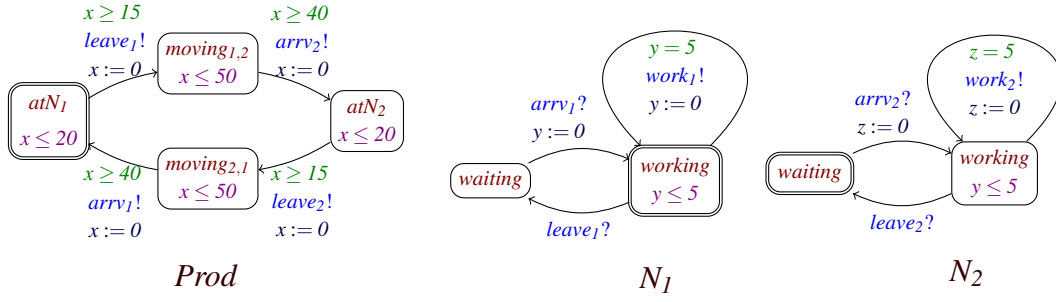 x ≥ 15
leave₁!
x := 0
moving₁,₂
x ≤ 50
x ≥ 40
arrv₂!
x := 0
atN₁
x ≤ 20
atN₂
x ≤ 20
x ≥ 40
arrv₁!
x := 0
moving₂,₁
x ≤ 50
x ≥ 15
leave₂!
x := 0
Prod
y = 5
work₁!
y := 0
arrv₁?
y := 0
waiting
working
y ≤ 5
leave₁?
N₁
z = 5
work₂!
z := 0
arrv₂?
z := 0
waiting
working
y ≤ 5
leave₂?
N₂